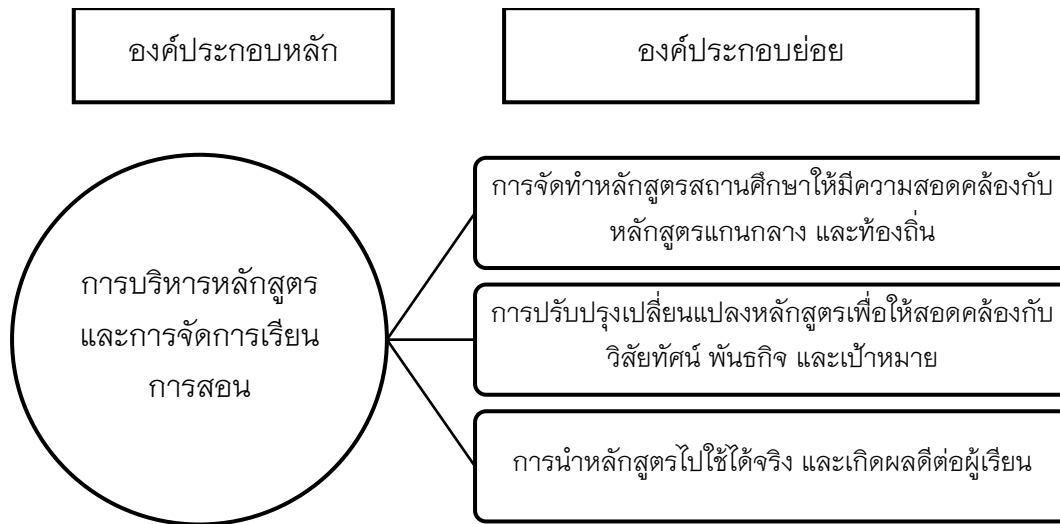 องค์ประกอบหลัก
องค์ประกอบย่อย
การบริหารหลักสูตร
และการจัดการเรียน
การสอน
การจัดทำหลักสูตรสถานศึกษาให้มีความสอดคล้องกับ
หลักสูตรแกนกลาง และท้องถิ่น
การปรับปรุงเปลี่ยนแปลงหลักสูตรเพื่อให้สอดคล้องกับ
วิสัยทัศน์ พันธกิจ และเป้าหมาย
การนำหลักสูตรไปใช้ได้จริง และเกิดผลดีต่อผู้เรียน